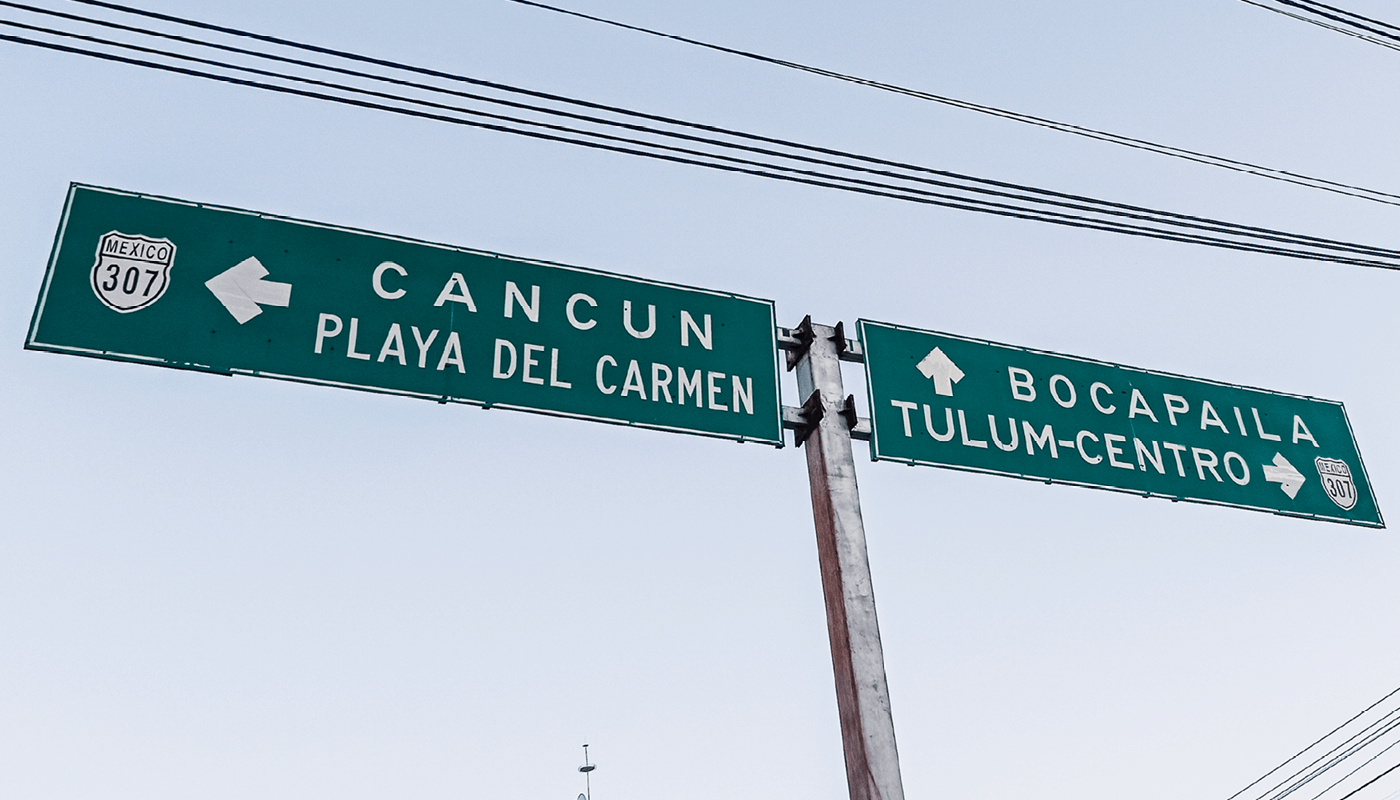 MEXICO
307
CANCUN
PLAYA DEL CARMEN
BOCAPAILA
TULUM-CENTRO
MEXICO
307